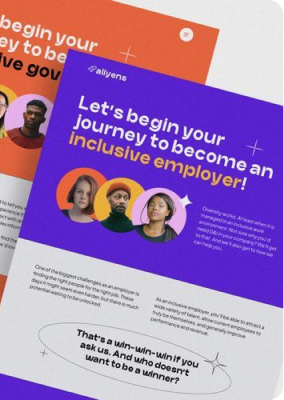 begin your
ey to be
ive gov
allyens
Let's begin your
journey to become an
inclusive employer!
Diversity works. At least when it is
managed in an inclusive work
environment. Not sure why you'd
need D&I in your company? We'll get
to that. And we'll also get to how we
can help you.
One of the biggest challenges as an employer is
finding the right people for the right job. These
days it might seem even harder, but there is much
potential waiting to be unlocked.
As an inclusive employer, you'll be able to attract a
wide variety of talent, allow current employees to
truly be themselves, and generally improve
performance and revenue.
That's a win-win-win if you
ask us. And who doesn't
want to be a winner?